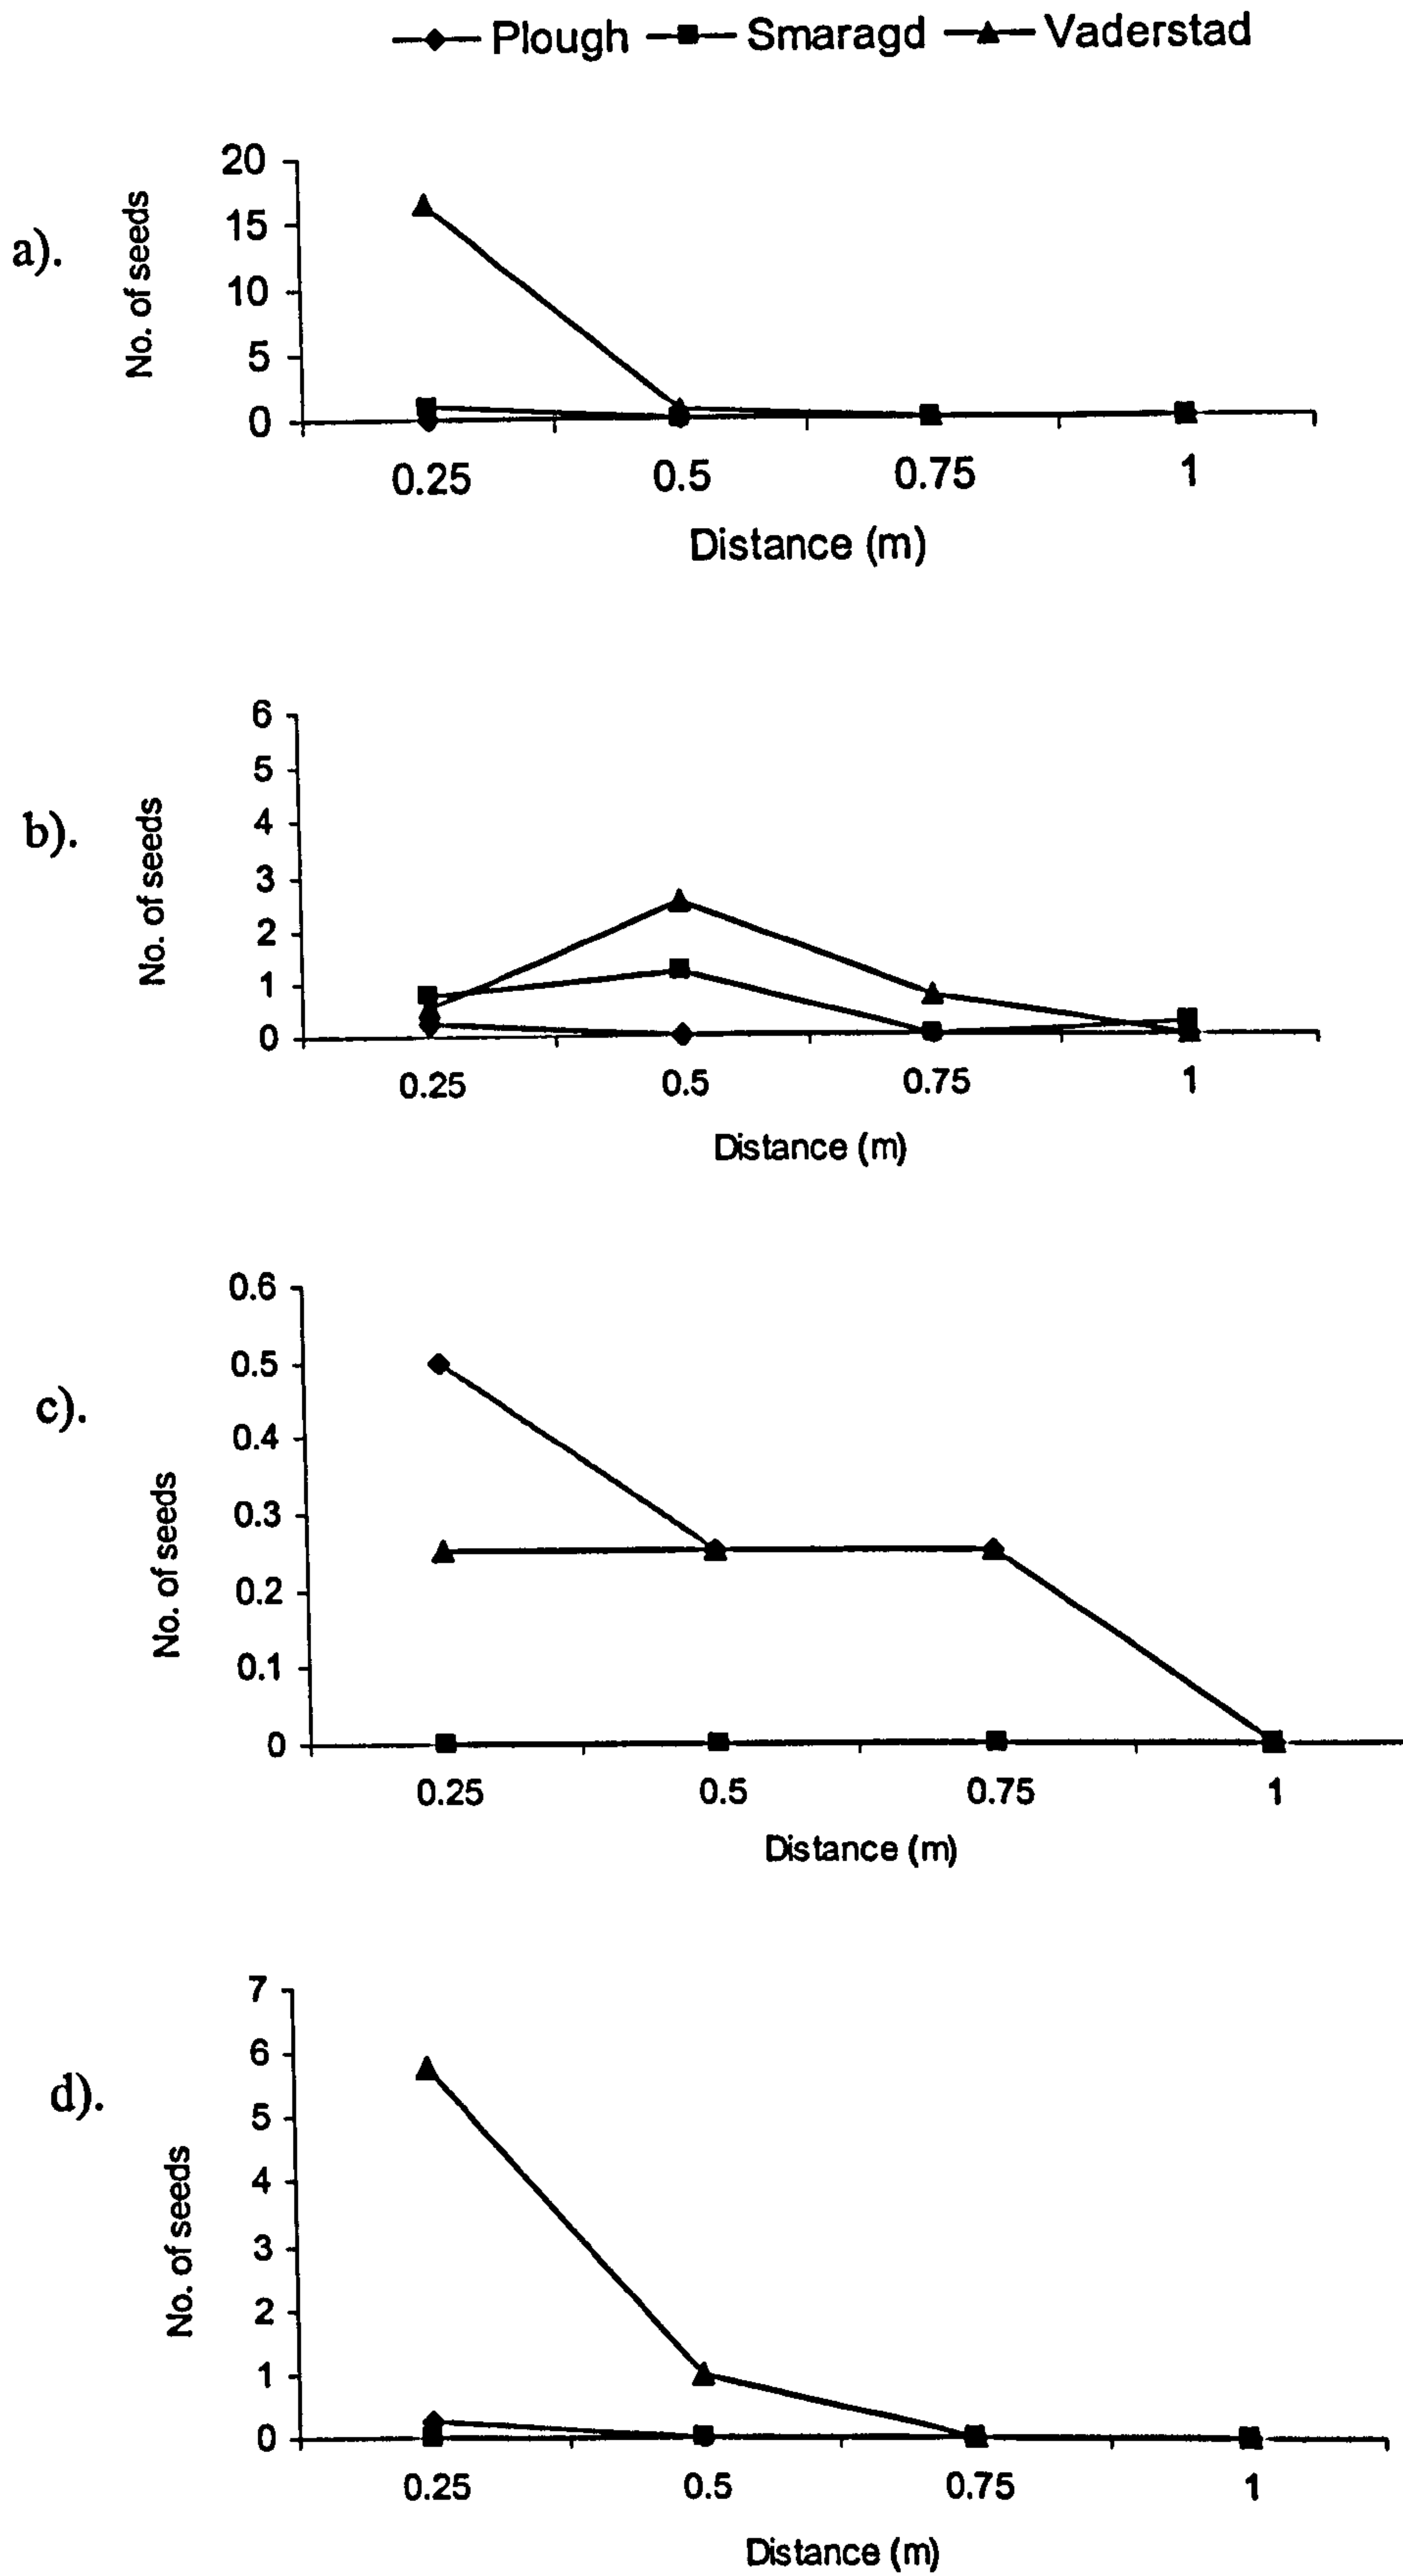 Plough Smaragd Vaderstad
a).
No. of seeds
20
15
10
5
0
0.25 0.5 0.75 1
Distance (m)
b).
No. of seeds
6
5
4
3
2
1
0
0.25 0.5 0.75 1
Distance (m)
c).
No. of seeds
0.6
0.5
0.4
0.3
0.2
0.1
0
0.25 0.5 0.75 1
Distance (m)
d).
No. of seeds
7
6
5
4
3
2
1
0
0.25 0.5 0.75 1
Distance (m)